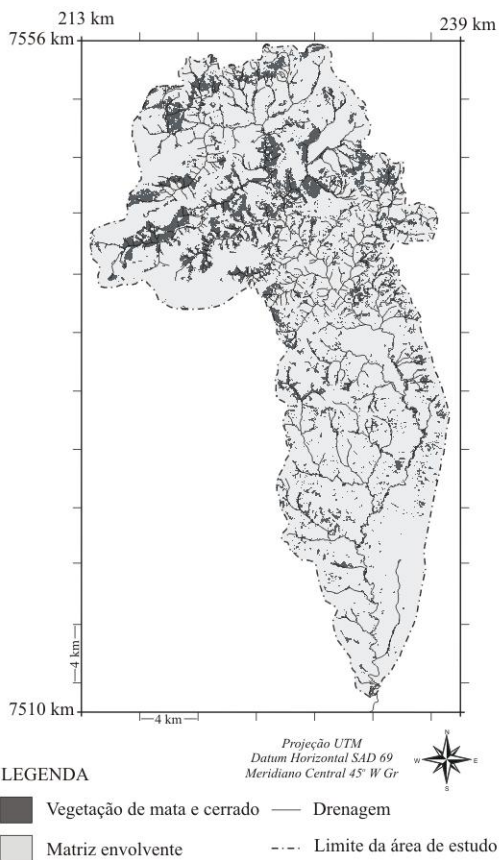 213 km
239 km
7556 km
4 km
7510 km
4 km
Projeção UTM
Datum Horizontal SAD 69
Meridiano Central 45º W Gr
N
W
E
S
LEGENDA
Vegetação de mata e cerrado
Drenagem
Matriz envolvente
Limite da área de estudo